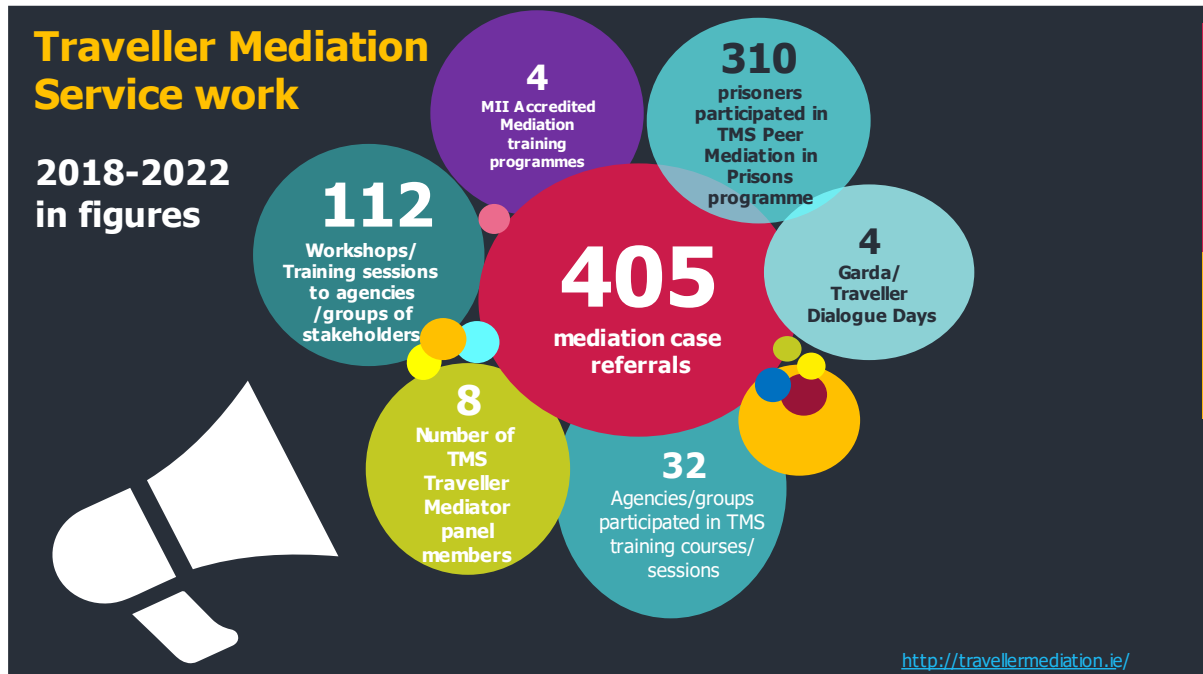 Traveller Mediation
Service work
2018-2022
in figures
4
MII Accredited
Mediation
training
programmes
310
prisoners
participated in
TMS Peer
Mediation in
Prisons
programme
112
Workshops/
Training sessions
to agencies
/groups of
stakeholders
405
mediation case
referrals
4
Garda/
Traveller
Dialogue Days
8
Number of
TMS
Traveller
Mediator
panel
members
32
Agencies/groups
participated in TMS
training courses/
sessions
http://travellermediation.ie/